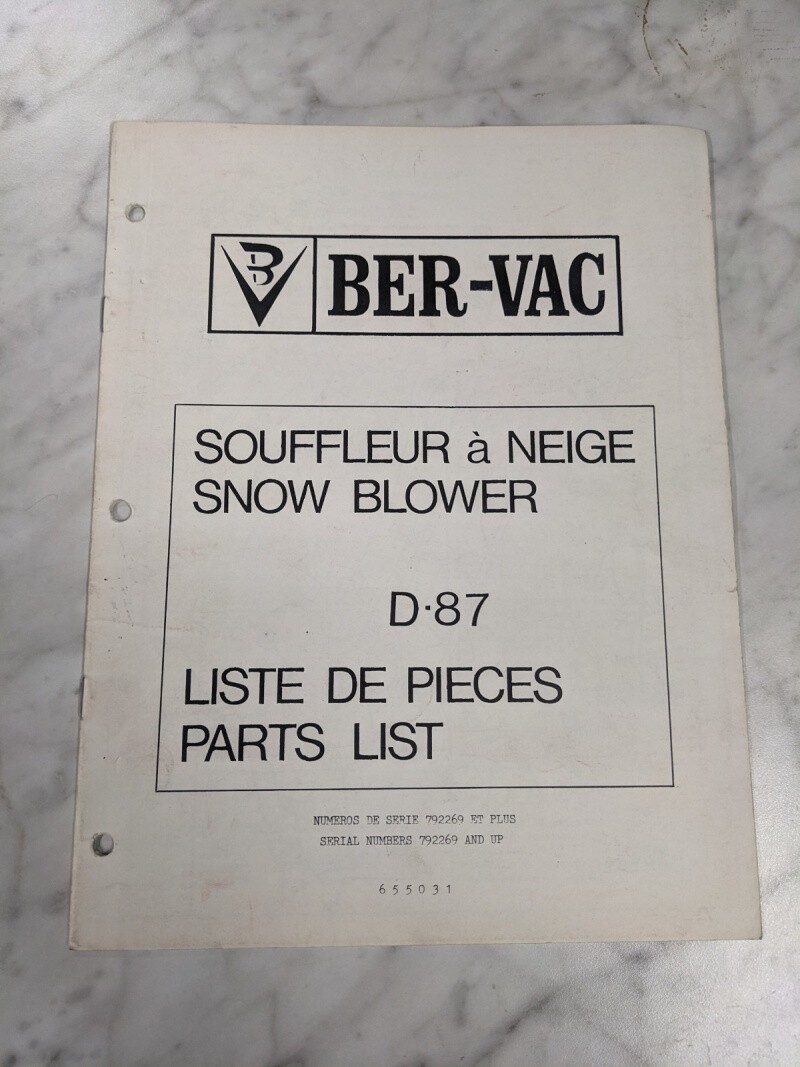 BV
BER-VAC
SOUFFLEUR à NEIGE
SNOW BLOWER
D·87
LISTE DE PIECES
PARTS LIST
NUMEROS DE SERIE 792269 ET PLUS
SERIAL NUMBERS 792269 AND UP
655031